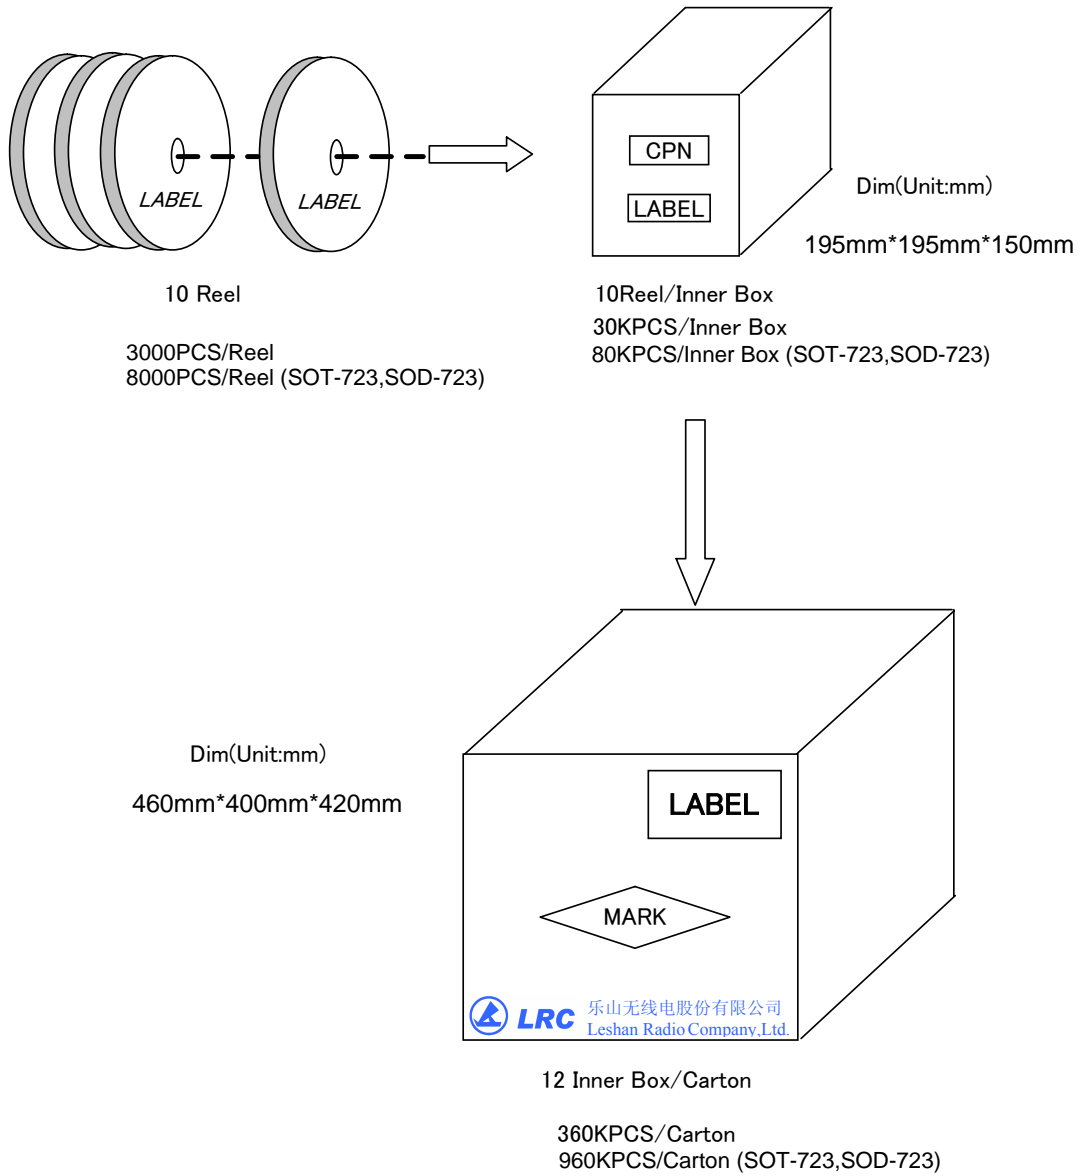 LABEL
LABEL
CPN
LABEL
Dim(Unit:mm)
195mm*195mm*150mm
10 Reel
3000PCS/Reel
8000PCS/Reel (SOT-723,SOD-723)
10Reel/Inner Box
30KPCS/Inner Box
80KPCS/Inner Box (SOT-723,SOD-723)
Dim(Unit:mm)
460mm*400mm*420mm
LABEL
MARK
LRC
乐山无线电股份有限公司
Leshan Radio Company,Ltd.
12 Inner Box/Carton
360KPCS/Carton
960KPCS/Carton (SOT-723,SOD-723)